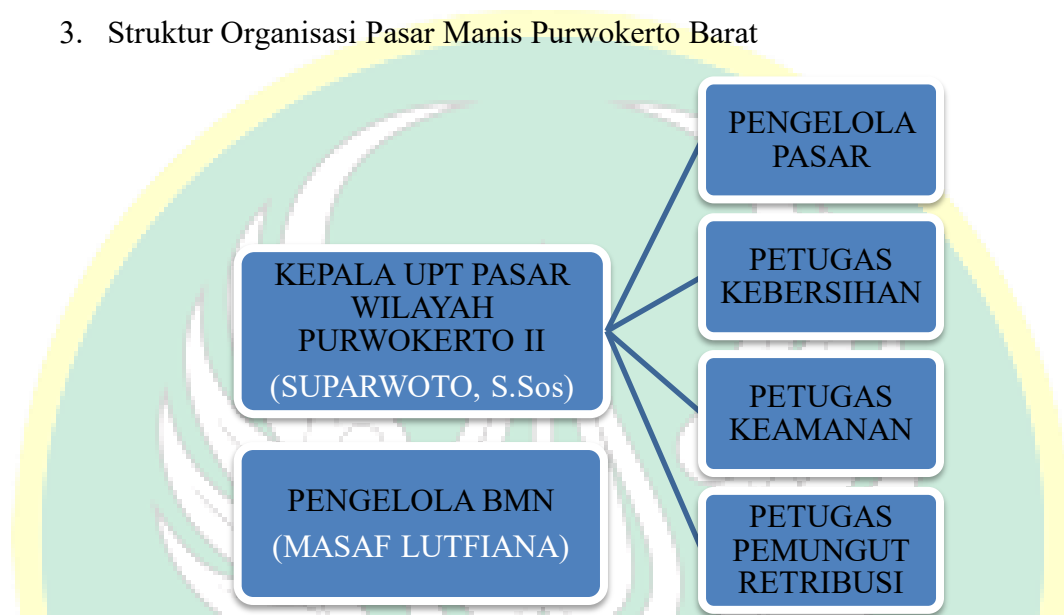 3. Struktur Organisasi Pasar Manis Purwokerto Barat
KEPALA UPT PASAR
WILAYAH
PURWOKERTO II
(SUPARWOTO, S.Sos)
PENGELOLA BMN
(MASAF LUTFIANA)
PENGELOLA
PASAR
PETUGAS
KEBERSIHAN
PETUGAS
KEAMANAN
PETUGAS
PEMUNGUT
RETRIBUSI